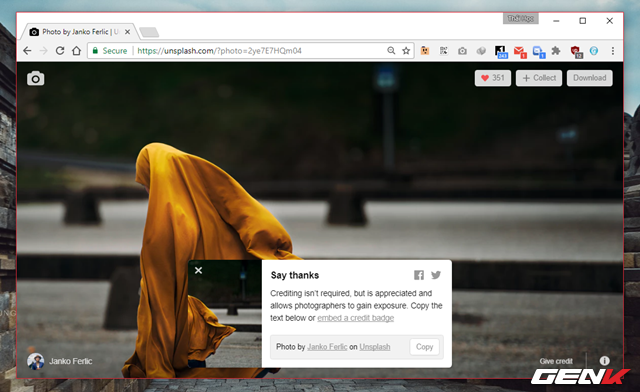 Thái Học
Photo by Janko Ferlic | U
Secure
https://unsplash.com/?photo=2ye7E7HQm04
351
Collect
Download
Say thanks
Crediting isn't required, but is appreciated and
allows photographers to gain exposure. Copy the
text below or embed a credit badge
Photo by Janko Ferlic on Unsplash
Copy
Janko Ferlic
Give credit
GENK